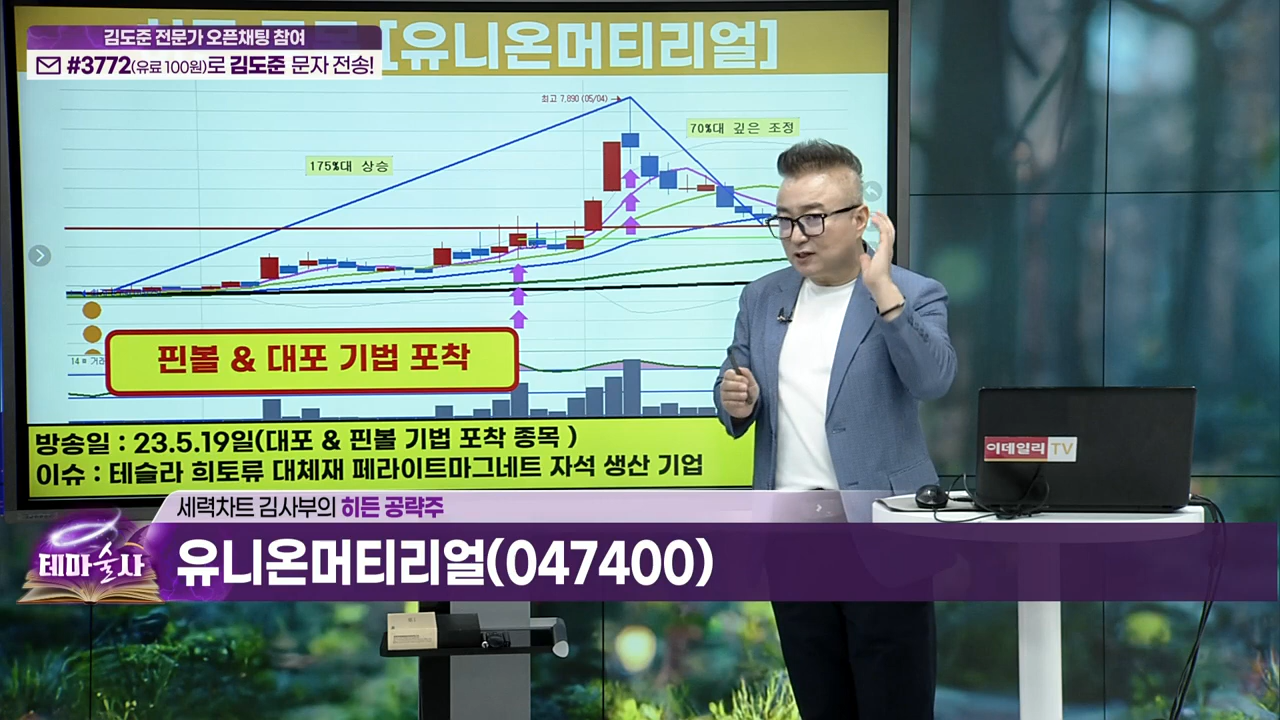 김도준 전문가 오픈채팅 참여
#3772(유료 100원)로 김도준 문자 전송!
[유니온머티리얼]
최고 7,890 (05/04)
70%대 깊은 조정
175%대 상승
핀볼 & 대포 기법 포착
방송일 : 23.5.19일(대포 & 핀볼 기법 포착 종목 )
이슈 : 테슬라 희토류 대체재 페라이트마그네트 자석 생산 기업
이데일리 TV
세력차트 김사부의 히든 공략주
테마술사
유니온머티리얼(047400)